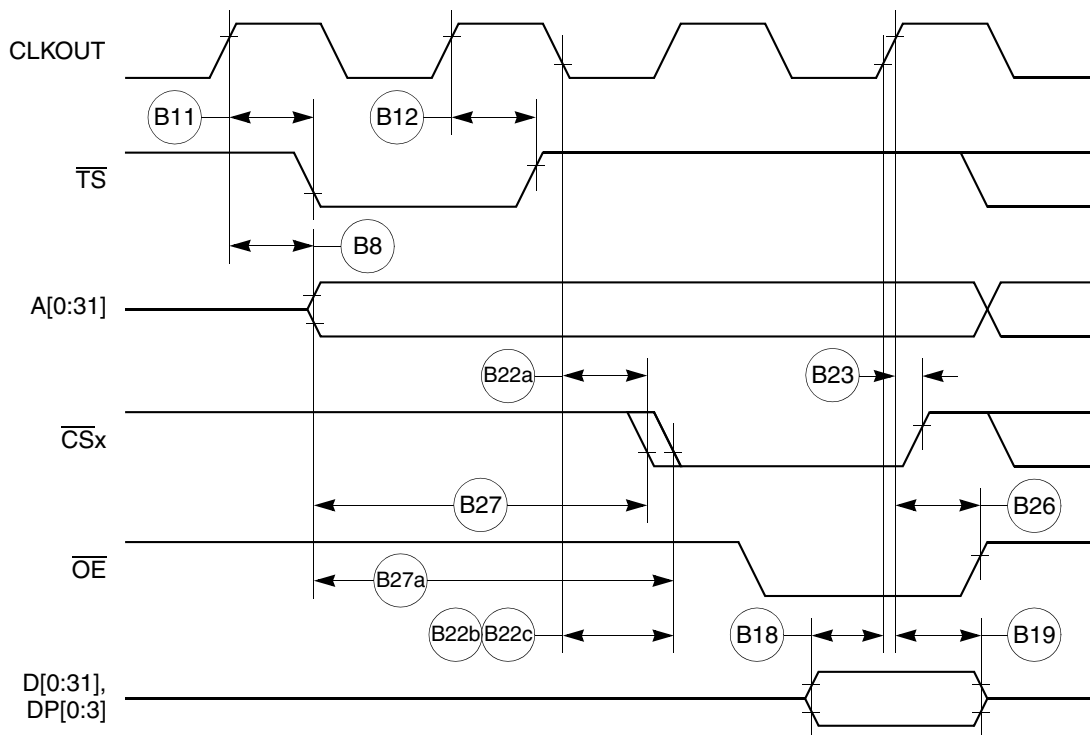 CLKOUT
B11
B12
TS
B8
A[0:31]
B22a
B23
CSx
B27
B26
OE
B27a
B22b B22c
B18
B19
D[0:31],
DP[0:3]